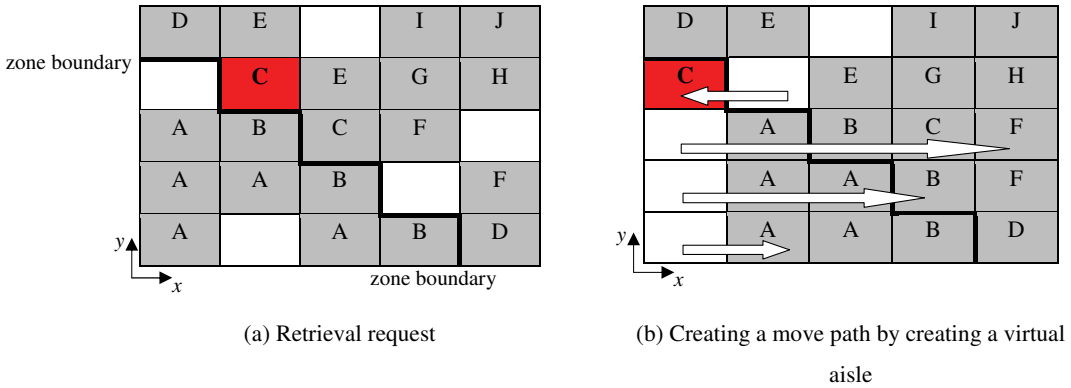 D E I J
zone boundary
C E G H
A B C F
A A B F
A A B D
y
x
zone boundary
(a) Retrieval request
D E I J
C E G H
A B C F
A A B F
A A B D
y
x
(b) Creating a move path by creating a virtual
aisle